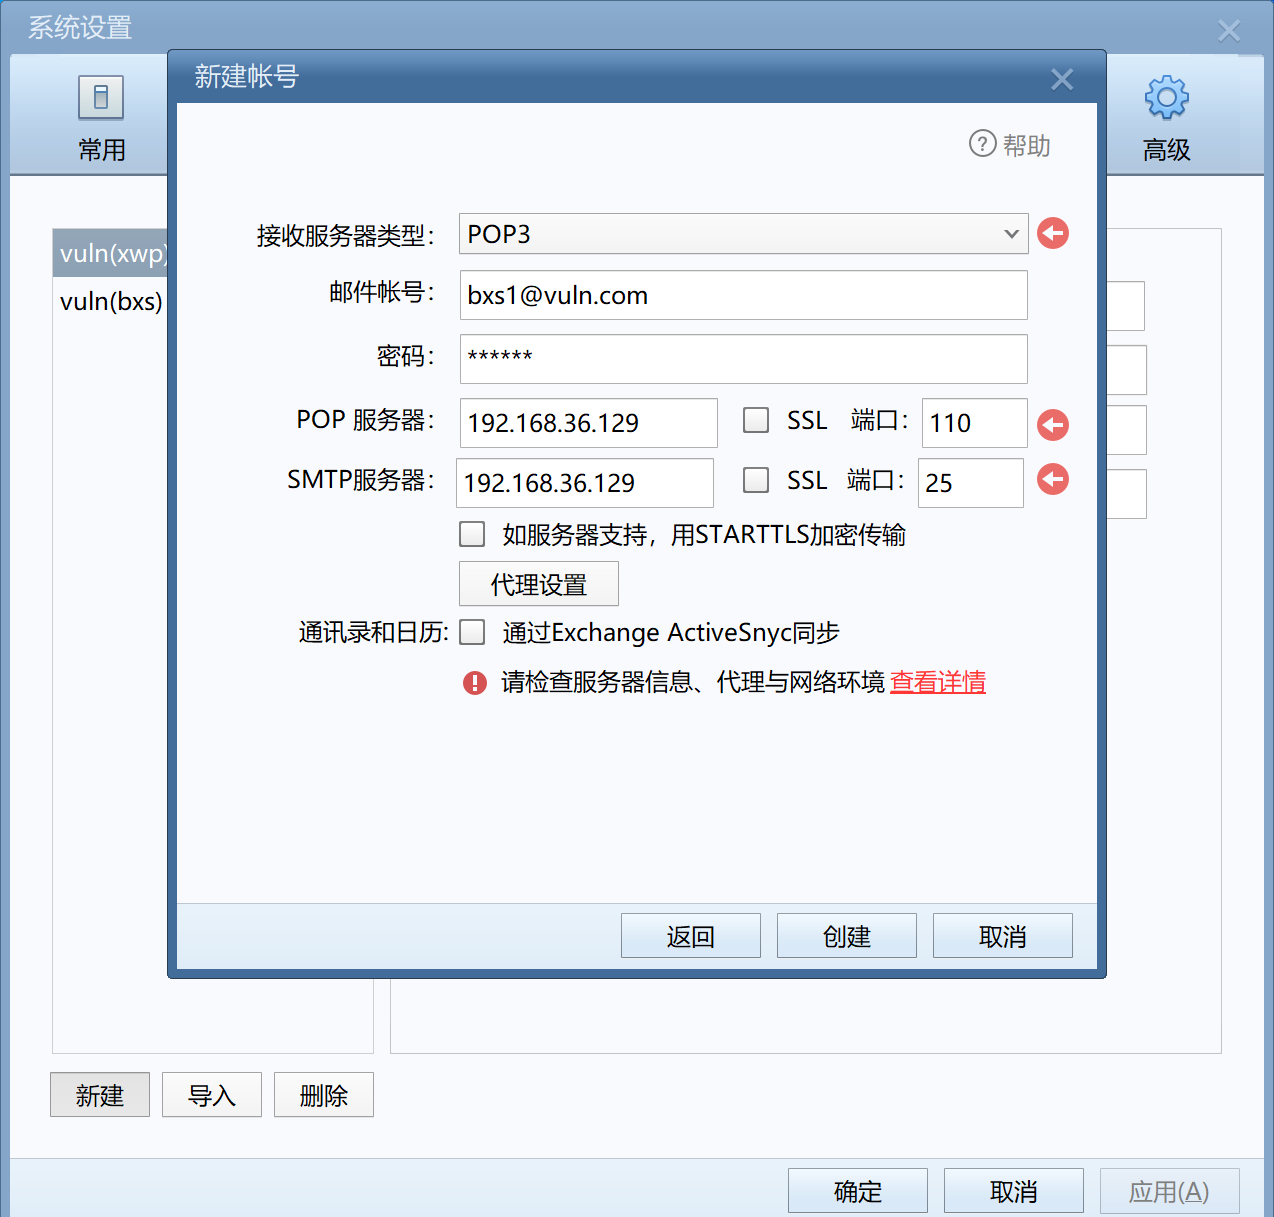 系统设置
新建帐号
常用
高级
帮助
接收服务器类型：
POP3
vuln(xwp)
邮件帐号：
bxs1@vuln.com
vuln(bxs)
密码：
******
POP 服务器：
192.168.36.129
SSL
端口：
110
SMTP服务器：
192.168.36.129
SSL
端口：
25
如服务器支持，用STARTTLS加密传输
代理设置
通讯录和日历:
通过Exchange ActiveSnyc同步
请检查服务器信息、代理与网络环境 查看详情
返回
创建
取消
新建
导入
删除
确定
取消
应用(A)